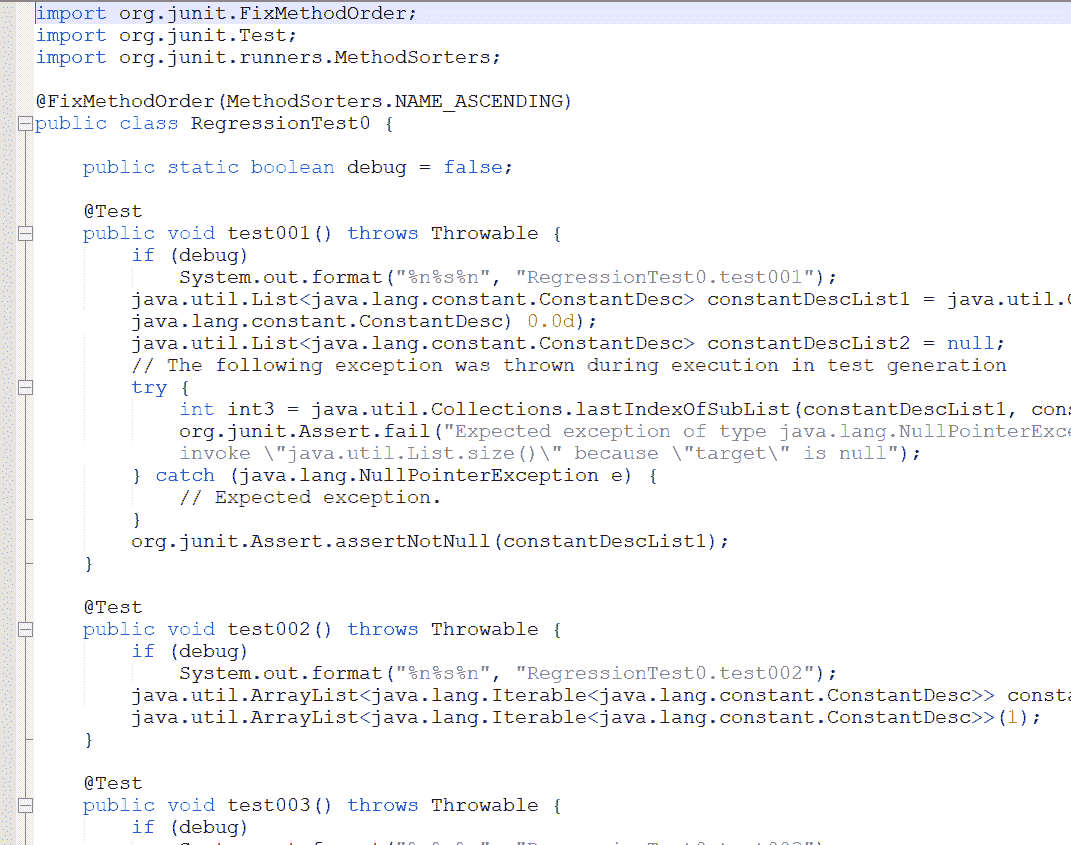 import org.junit.FixMethodOrder;
import org.junit.Test;
import org.junit.runners.MethodSorters;
@FixMethodOrder(MethodSorters.NAME_ASCENDING)
public class RegressionTest0 {
public static boolean debug = false;
@Test
public void test001() throws Throwable {
if (debug)
System.out.format("%n%s%n", "RegressionTest0.test001");
java.util.List<java.lang.constant.ConstantDesc> constantDescList1 = java.util.
java.lang.constant.ConstantDesc) 0.0d);
java.util.List<java.lang.constant.ConstantDesc> constantDescList2 = null;
// The following exception was thrown during execution in test generation
try {
int int3 = java.util.Collections.lastIndexOfSubList(constantDescList1, cons
org.junit.Assert.fail("Expected exception of type java.lang.NullPointerExce
invoke \"java.util.List.size()\" because \"target\" is null");
} catch (java.lang.NullPointerException e) {
// Expected exception.
}
org.junit.Assert.assertNotNull(constantDescList1);
}
@Test
public void test002() throws Throwable {
if (debug)
System.out.format("%n%s%n", "RegressionTest0.test002");
java.util.ArrayList<java.lang.Iterable<java.lang.constant.ConstantDesc>> consta
java.util.ArrayList<java.lang.Iterable<java.lang.constant.ConstantDesc>>(1);
}
@Test
public void test003() throws Throwable {
if (debug)